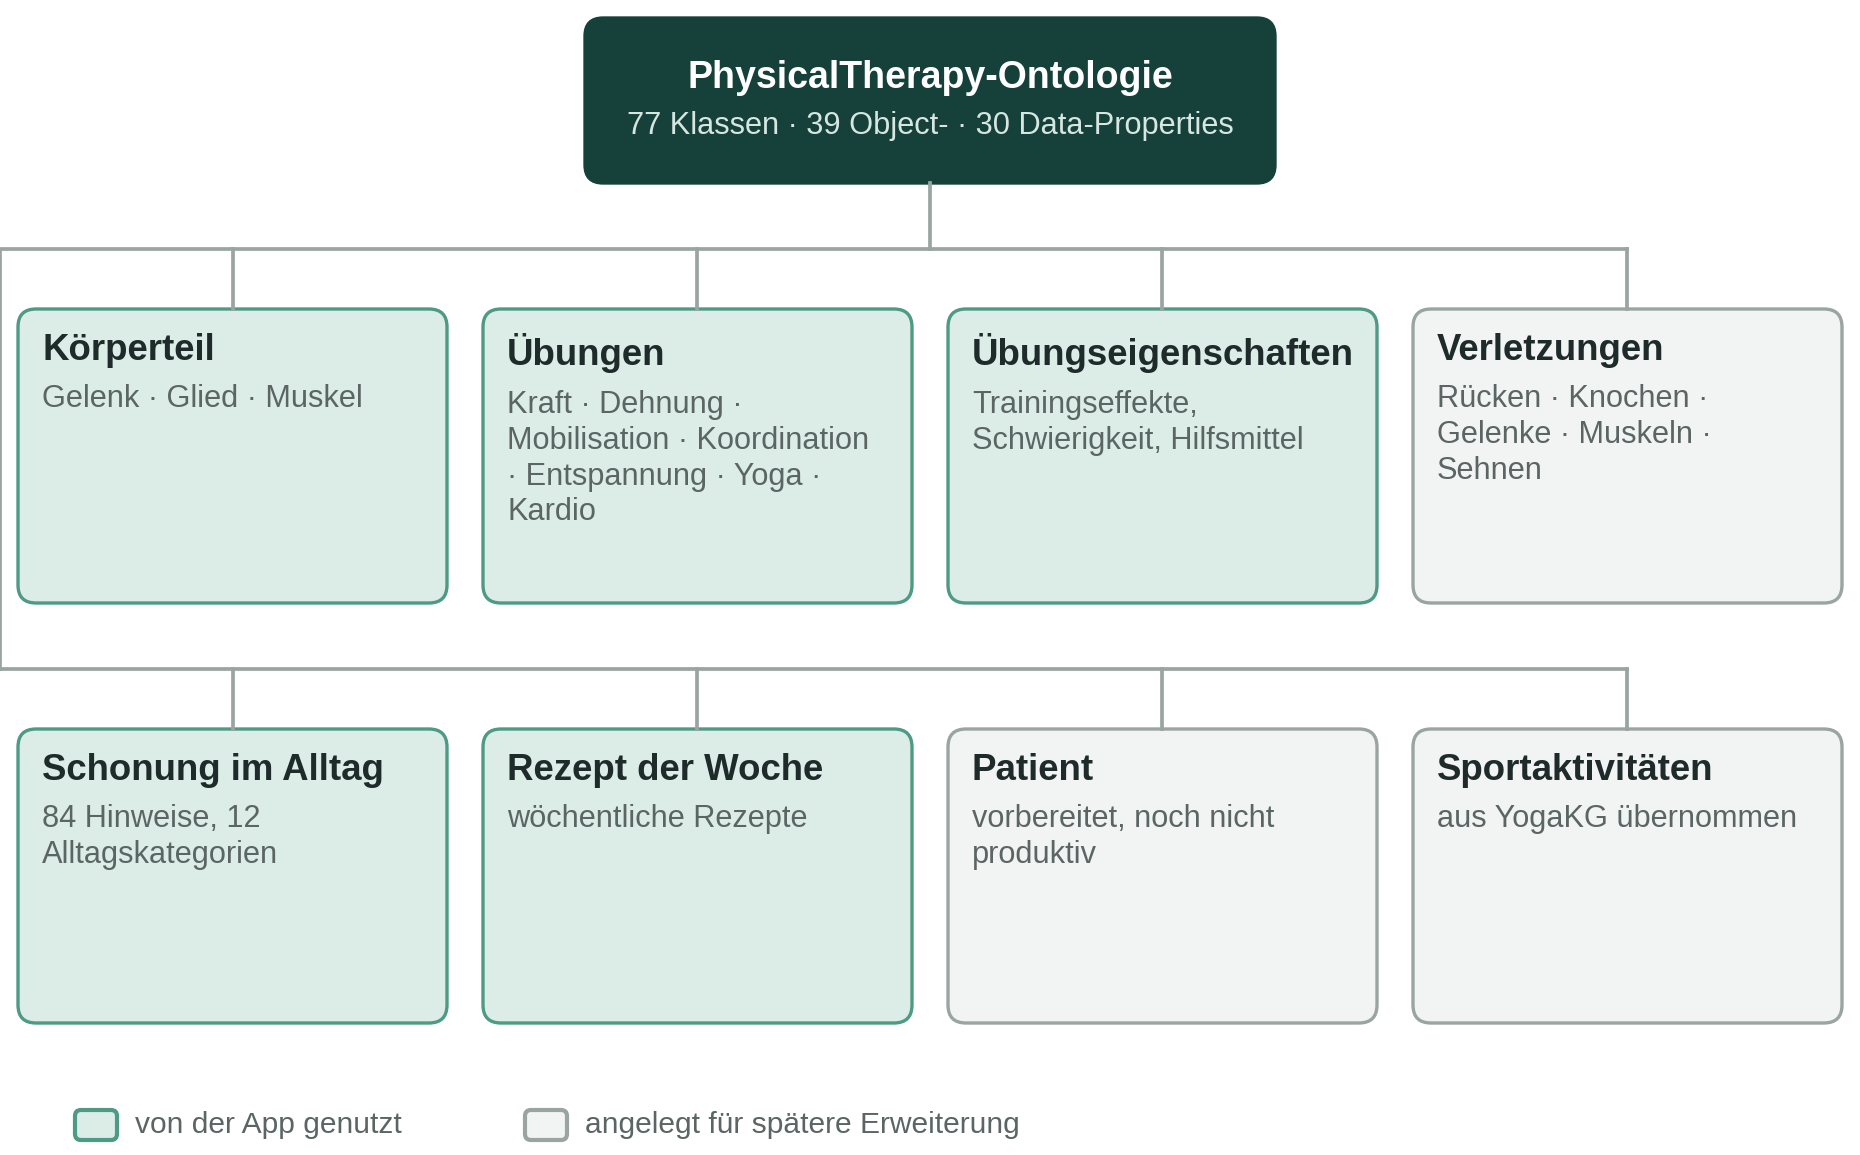 PhysicalTherapy-Ontologie
77 Klassen · 39 Object- · 30 Data-Properties
Körperteil
Gelenk · Glied · Muskel
Übungen
Kraft · Dehnung ·
Mobilisation · Koordination
· Entspannung · Yoga ·
Kardio
Übungseigenschaften
Trainingseffekte,
Schwierigkeit, Hilfsmittel
Verletzungen
Rücken · Knochen ·
Gelenke · Muskeln ·
Sehnen
Schonung im Alltag
84 Hinweise, 12
Alltagskategorien
Rezept der Woche
wöchentliche Rezepte
Patient
vorbereitet, noch nicht
produktiv
Sportaktivitäten
aus YogaKG übernommen
von der App genutzt
angelegt für spätere Erweiterung